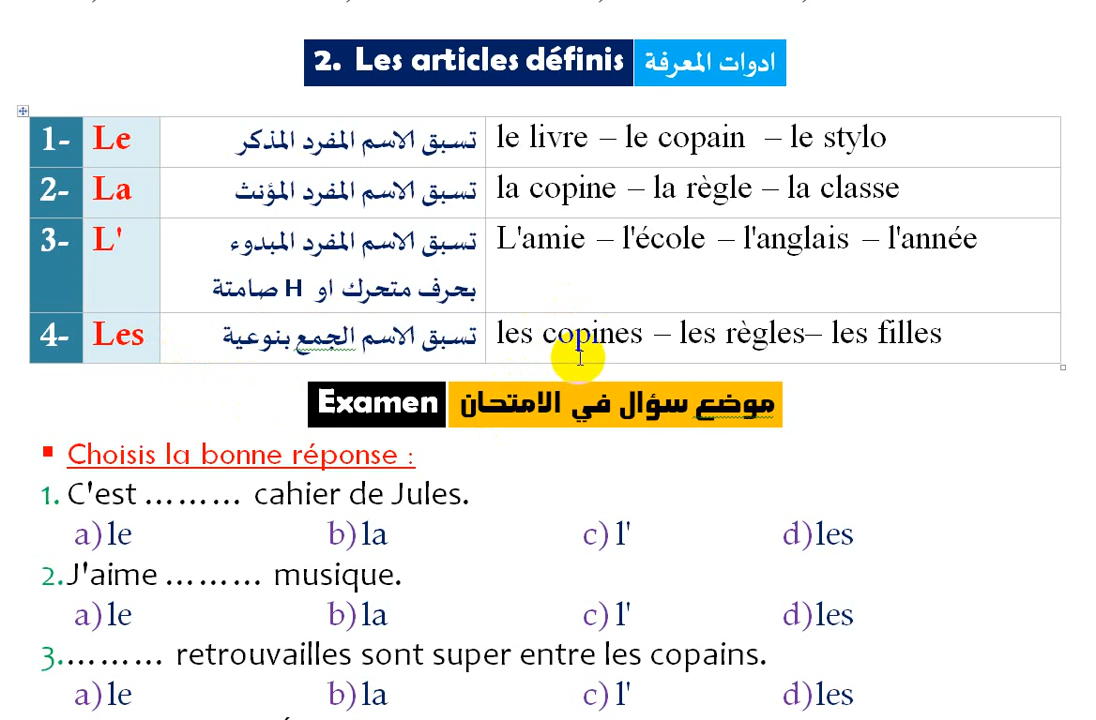 2. Les articles définis ادوات المعرفة
1- Le تسبق الاسم المفرد المذكر le livre – le copain – le stylo
2- La تسبق الاسم المفرد المؤنث la copine – la règle – la classe
3- L' تسبق الاسم المفرد المبدوء L'amie – l'école – l'anglais – l'année
بحرف متحرك او H صامتة
4- Les تسبق الاسم الجمع بنوعية les copines – les règles– les filles
Examen موضع سؤال في الامتحان
▪ Choisis la bonne réponse :
1. C'est ……… cahier de Jules.
a) le b) la c) l' d) les
2. J'aime ……… musique.
a) le b) la c) l' d) les
3. ……… retrouvailles sont super entre les copains.
a) le b) la c) l' d) les